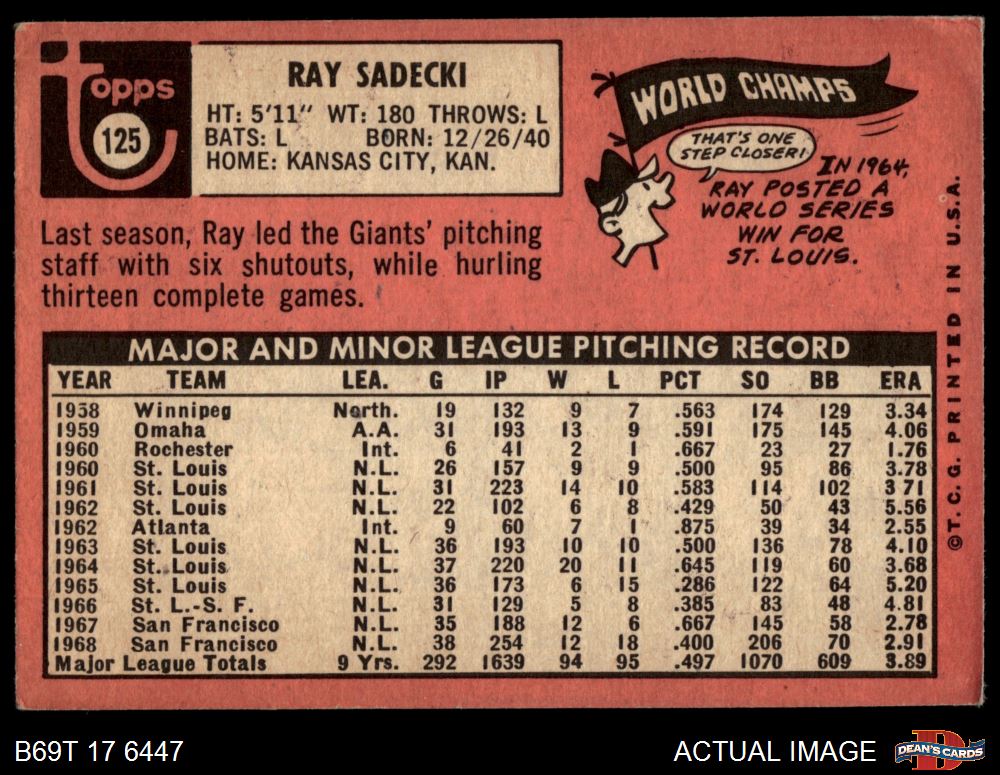 Topps
125
RAY SADECKI
HT: 5'11" WT: 180 THROWS: L
BATS: L BORN: 12/26/40
HOME: KANSAS CITY, KAN.
WORLD CHAMPS
THAT'S ONE
STEP CLOSER!
IN 1964,
RAY POSTED A
WORLD SERIES
WIN FOR
ST. LOUIS.
Last season, Ray led the Giants' pitching
staff with six shutouts, while hurling
thirteen complete games.
MAJOR AND MINOR LEAGUE PITCHING RECORD
YEAR TEAM LEA. G IP W L PCT SO BB ERA
1958 Winnipeg North. 19 132 9 7 .563 174 129 3.34
1959 Omaha A.A. 31 193 13 9 .591 175 145 4.06
1960 Rochester Int. 6 41 2 1 .667 23 27 1.76
1960 St. Louis N.L. 26 157 9 9 .500 95 86 3.78
1961 St. Louis N.L. 31 223 14 10 .583 114 102 3.71
1962 St. Louis N.L. 22 102 6 8 .429 50 43 5.56
1962 Atlanta Int. 9 60 7 1 .875 39 34 2.55
1963 St. Louis N.L. 36 193 10 10 .500 136 78 4.10
1964 St. Louis N.L. 37 220 20 11 .645 119 60 3.68
1965 St. Louis N.L. 36 173 6 15 .286 122 64 5.20
1966 St. L.-S. F. N.L. 31 129 5 8 .385 83 48 4.81
1967 San Francisco N.L. 35 188 12 6 .667 145 58 2.78
1968 San Francisco N.L. 38 254 12 18 .400 206 70 2.91
Major League Totals 9 Yrs. 292 1639 94 95 .497 1070 609 3.89
©T. C. G. PRINTED IN U.S.A.
B69T 17 6447
ACTUAL IMAGE
DEAN'S CARDS